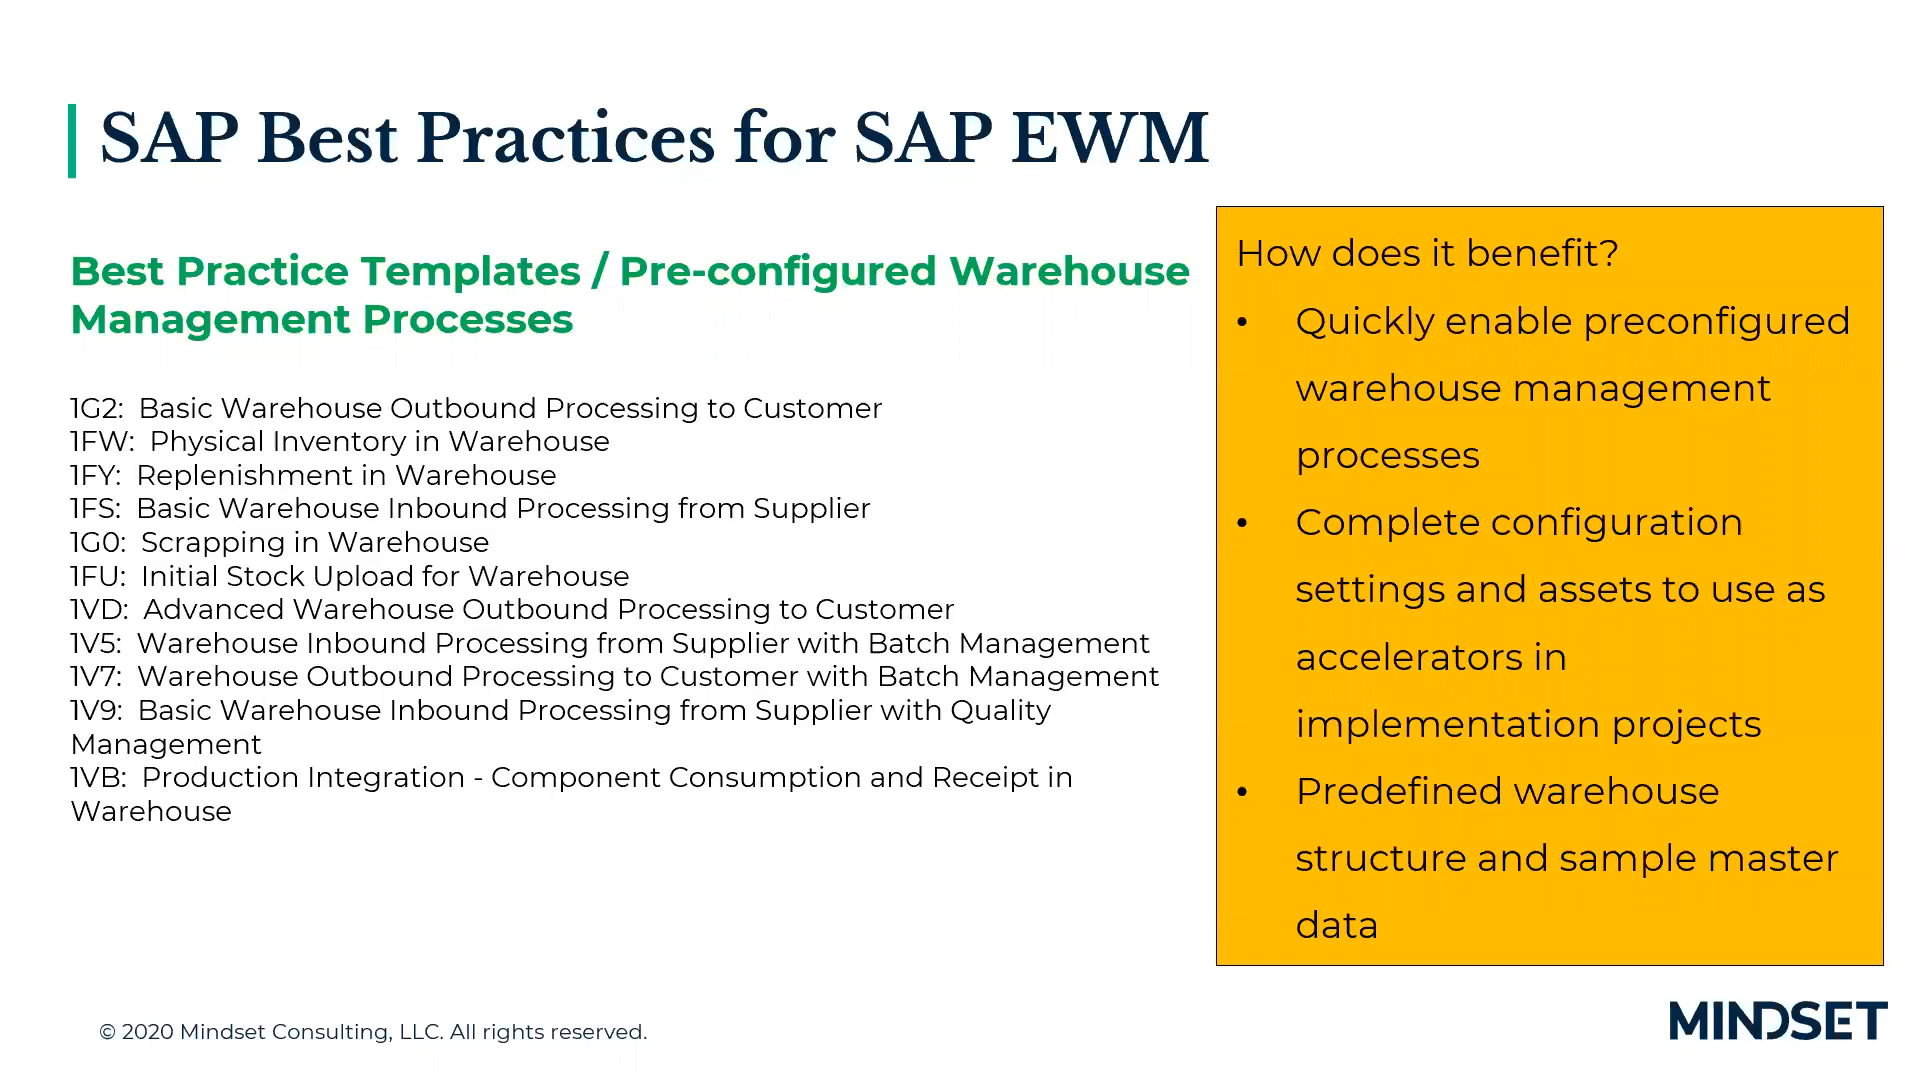 SAP Best Practices for SAP EWM
Best Practice Templates / Pre-configured Warehouse
Management Processes
1G2:  Basic Warehouse Outbound Processing to Customer
1FW:  Physical Inventory in Warehouse
1FY:  Replenishment in Warehouse
1FS:  Basic Warehouse Inbound Processing from Supplier
1G0:  Scrapping in Warehouse
1FU:  Initial Stock Upload for Warehouse
1VD:  Advanced Warehouse Outbound Processing to Customer
1V5:  Warehouse Inbound Processing from Supplier with Batch Management
1V7:  Warehouse Outbound Processing to Customer with Batch Management
1V9:  Basic Warehouse Inbound Processing from Supplier with Quality
Management
1VB:  Production Integration - Component Consumption and Receipt in
Warehouse
How does it benefit?
• Quickly enable preconfigured
warehouse management
processes
• Complete configuration
settings and assets to use as
accelerators in
implementation projects
• Predefined warehouse
structure and sample master
data
© 2020 Mindset Consulting, LLC. All rights reserved.
MINDSET